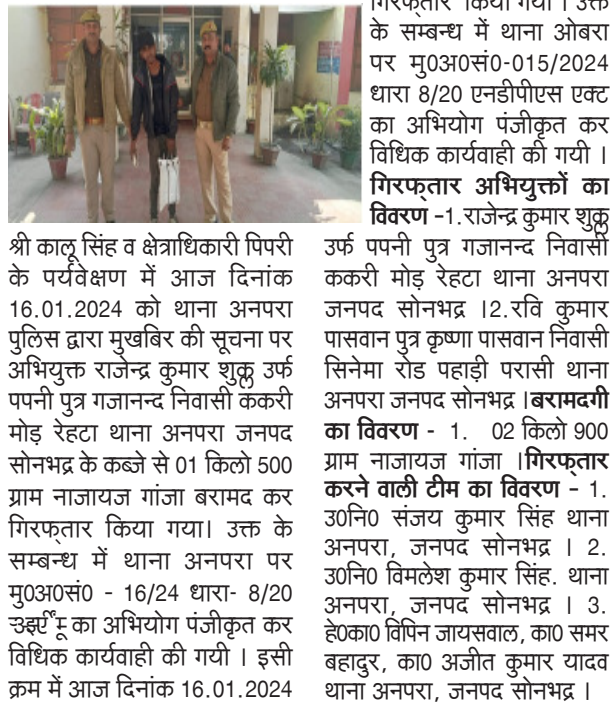 श्री कालू सिंह व क्षेत्राधिकारी पिपरी
के पर्यवेक्षण में आज दिनांक
16.01.2024 को थाना अनपरा
पुलिस द्वारा मुखबिर की सूचना पर
अभियुक्त राजेन्द्र कुमार शुक्ल उर्फ
पपनी पुत्र गजानन्द निवासी ककरी
मोड़ रेहटा थाना अनपरा जनपद
सोनभद्र के कब्जे से 01 किलो 500
ग्राम नाजायज गांजा बरामद कर
गिरफ्तार किया गया। उक्त के
सम्बन्ध में थाना अनपरा पर
मु0अ0सं0 - 16/24 धारा- 8/20
का अभियोग पंजीकृत कर
विधिक कार्यवाही की गयी । इसी
क्रम में आज दिनांक 16.01.2024
गिरफ्तार किया गया । उक्त
के सम्बन्ध में थाना ओबरा
पर मु0अ0सं0-015/2024
धारा 8/20 एनडीपीएस एक्ट
का अभियोग पंजीकृत कर
विधिक कार्यवाही की गयी ।
गिरफ्तार अभियुक्तों का
विवरण -1.राजेन्द्र कुमार शुक्ल
उर्फ पपनी पुत्र गजानन्द निवासी
ककरी मोड़ रेहटा थाना अनपरा
जनपद सोनभद्र ।2.रवि कुमार
पासवान पुत्र कृष्णा पासवान निवासी
सिनेमा रोड पहाड़ी परासी थाना
अनपरा जनपद सोनभद्र ।बरामदगी
का विवरण - 1. 02 किलो 900
ग्राम नाजायज गांजा ।गिरफ्तार
करने वाली टीम का विवरण - 1.
उ0नि0 संजय कुमार सिंह थाना
अनपरा, जनपद सोनभद्र । 2.
उ0नि0 विमलेश कुमार सिंह. थाना
अनपरा, जनपद सोनभद्र । 3.
हे0का0 विपिन जायसवाल, का0 समर
बहादुर, का0 अजीत कुमार यादव
थाना अनपरा, जनपद सोनभद्र ।